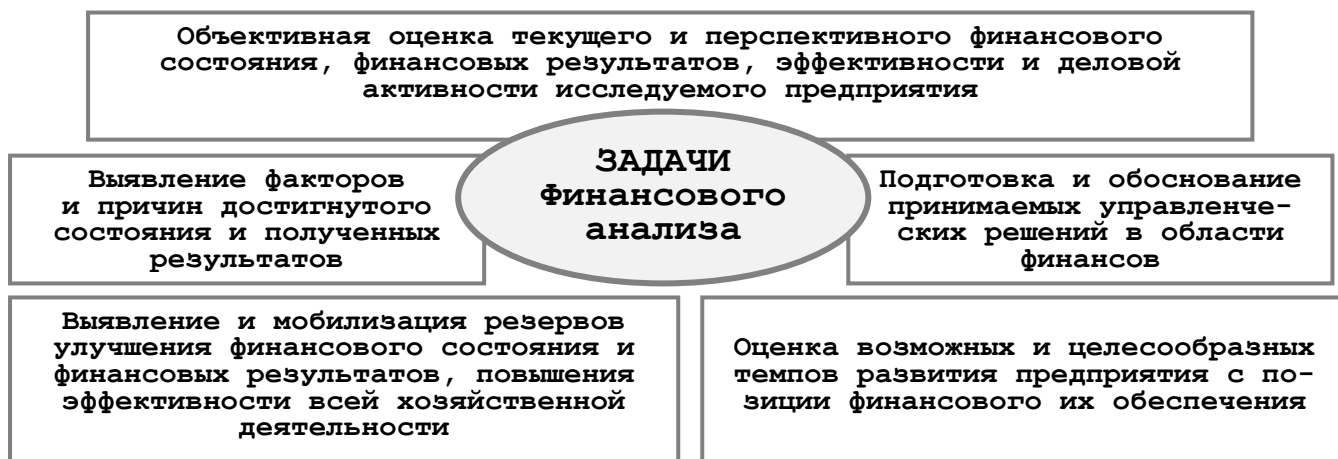 Объективная оценка текущего и перспективного финансового
состояния, финансовых результатов, эффективности и деловой
активности исследуемого предприятия
ЗАДАЧИ
Финансового
анализа
Выявление факторов
и причин достигнутого
состояния и полученных
результатов
Подготовка и обоснование
принимаемых управленче-
ских решений в области
финансов
Выявление и мобилизация резервов
улучшения финансового состояния и
финансовых результатов, повышения
эффективности всей хозяйственной
деятельности
Оценка возможных и целесообразных
темпов развития предприятия с по-
зиции финансового их обеспечения